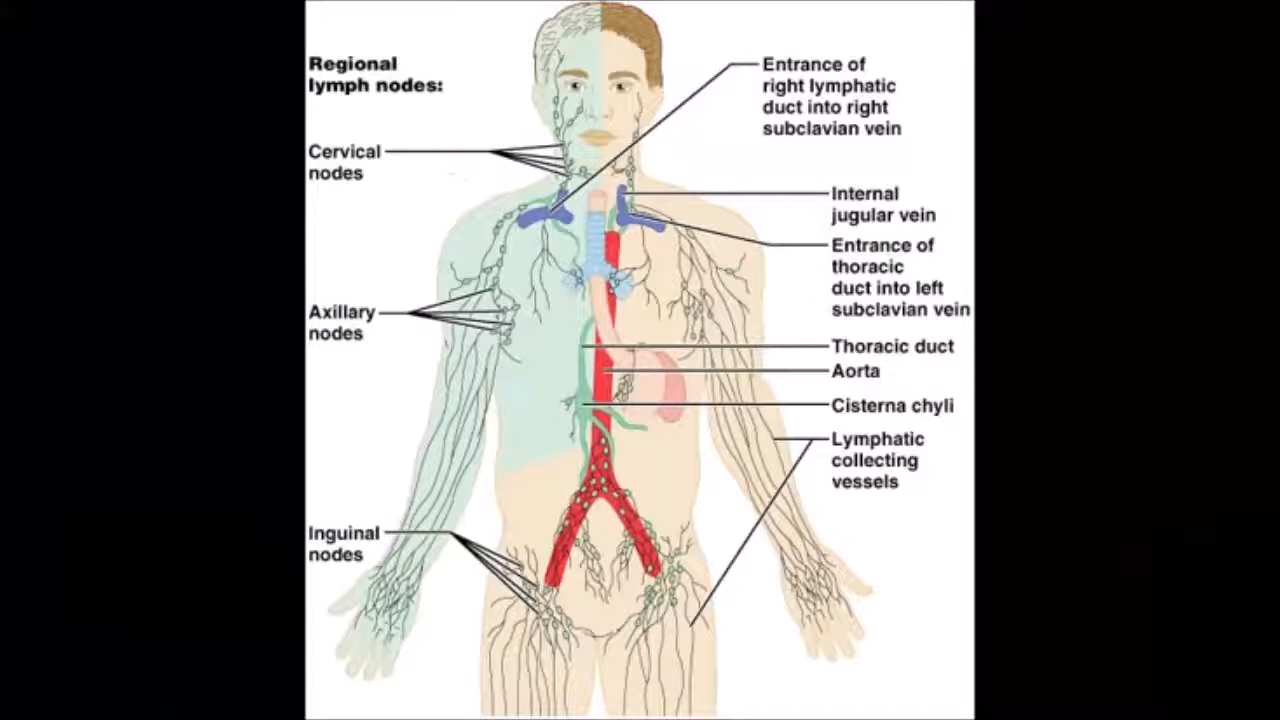 Regional
lymph nodes:
Cervical
nodes
Axillary
nodes
Inguinal
nodes
Entrance of
right lymphatic
duct into right
subclavian vein
Internal
jugular vein
Entrance of
thoracic
duct into left
subclavian vein
Thoracic duct
Aorta
Cisterna chyli
Lymphatic
collecting
vessels